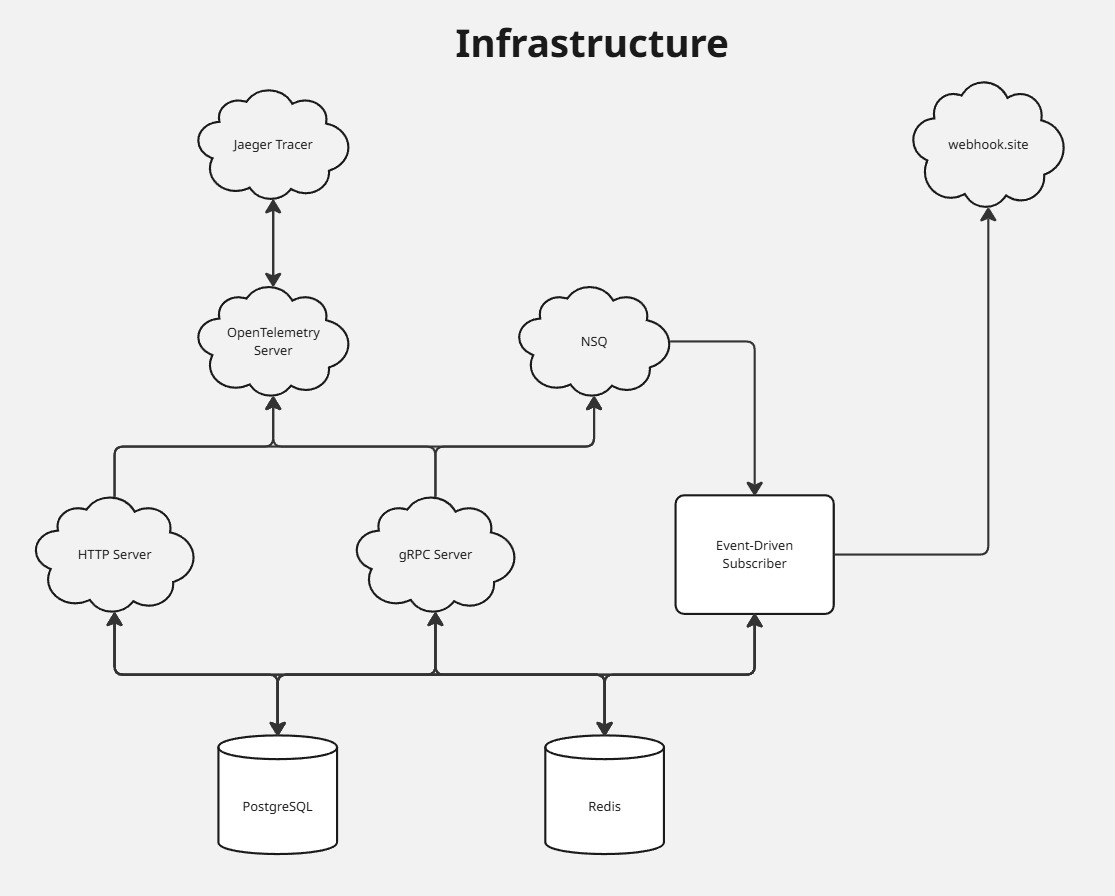 Infrastructure
Jaeger Tracer
webhook.site
OpenTelemetry
Server
NSQ
HTTP Server
gRPC Server
Event-Driven
Subscriber
PostgreSQL
Redis